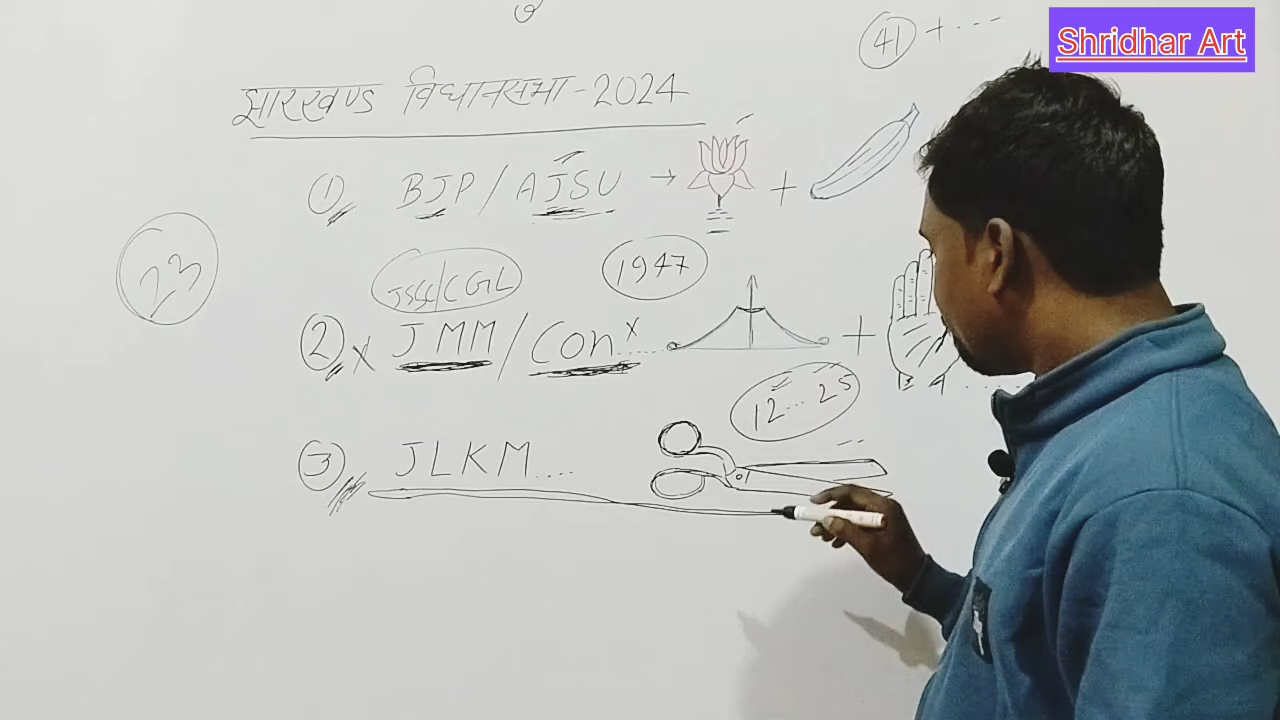 41 + ...
Shridhar Art
झारखण्ड विधानसभा - 2024
1 BJP / AJSU → +
23
JSSC/CGL 1947
2 x JMM / Con x ...... +
12 ... 25
3 JLKM ....